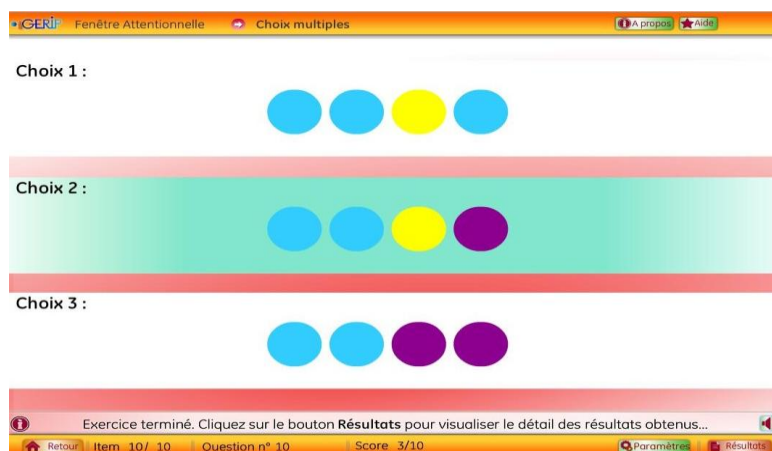 GERIP Fenêtre Attentionnelle Choix multiples A propos Aide
Choix 1 :
Choix 2 :
Choix 3 :
Exercice terminé. Cliquez sur le bouton Résultats pour visualiser le détail des résultats obtenus...
Retour Item 10/ 10 Question n° 10 Score 3/10 Paramètres Résultats